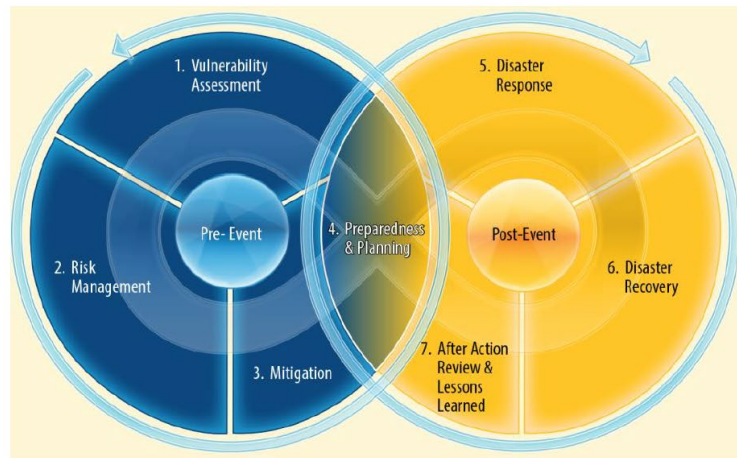 1. Vulnerability
Assessment
5. Disaster
Response
Pre- Event
4. Preparedness
& Planning
Post-Event
2. Risk
Management
6. Disaster
Recovery
3. Mitigation
7. After Action
Review &
Lessons
Learned